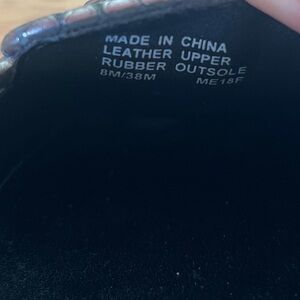 MADE IN CHINA
LEATHER UPPER
RUBBER OUTSOLE
8M/38M ME18F